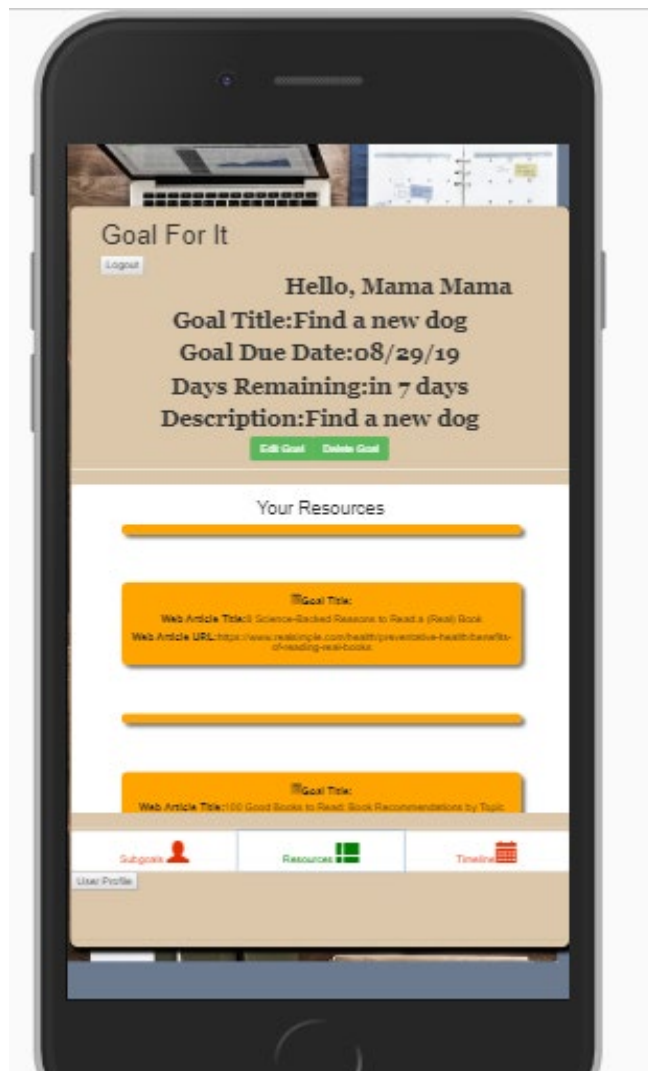 Goal For It
Logout
Hello, Mama Mama
Goal Title:Find a new dog
Goal Due Date:08/29/19
Days Remaining:in 7 days
Description:Find a new dog
Edit Goal Delete Goal
Your Resources
Goal Title:
Web Article Title:8 Science-Backed Reasons to Read a (Real) Book
Web Article URL:https://www.realsimple.com/health/preventative-health/benefits-
of-reading-real-books
Goal Title:
Web Article Title:100 Good Books to Read: Book Recommendations by Topic
Subgoals Resources Timeline
User Profile